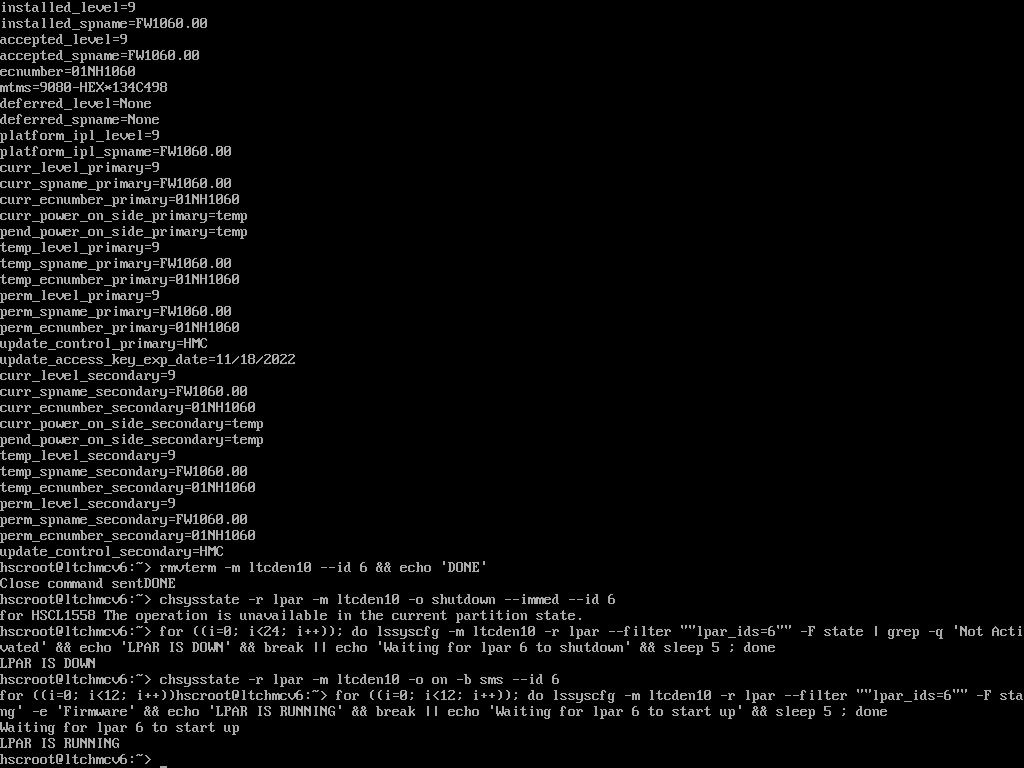 installed_level=9
installed_spname=FW1060.00
accepted_level=9
accepted_spname=FW1060.00
ecnumber=01NH1060
mtms=9080-HEX*134C498
deferred_level=None
deferred_spname=None
platform_ipl_level=9
platform_ipl_spname=FW1060.00
curr_level_primary=9
curr_spname_primary=FW1060.00
curr_ecnumber_primary=01NH1060
curr_power_on_side_primary=temp
pend_power_on_side_primary=temp
temp_level_primary=9
temp_spname_primary=FW1060.00
temp_ecnumber_primary=01NH1060
perm_level_primary=9
perm_spname_primary=FW1060.00
perm_ecnumber_primary=01NH1060
update_control_primary=HMC
update_access_key_exp_date=11/18/2022
curr_level_secondary=9
curr_spname_secondary=FW1060.00
curr_ecnumber_secondary=01NH1060
curr_power_on_side_secondary=temp
pend_power_on_side_secondary=temp
temp_level_secondary=9
temp_spname_secondary=FW1060.00
temp_ecnumber_secondary=01NH1060
perm_level_secondary=9
perm_spname_secondary=FW1060.00
perm_ecnumber_secondary=01NH1060
update_control_secondary=HMC
hscroot@ltchmcv6:~> rmvterm -m ltcden10 --id 6 && echo 'DONE'
Close command sentDONE
hscroot@ltchmcv6:~> chsysstate -r lpar -m ltcden10 -o shutdown --immed --id 6
for HSCL1558 The operation is unavailable in the current partition state.
hscroot@ltchmcv6:~> for ((i=0; i<24; i++)); do lssyscfg -m ltcden10 -r lpar --filter ""lpar_ids=6"" -F state | grep -q 'Not Acti
vated' && echo 'LPAR IS DOWN' && break || echo 'Waiting for lpar 6 to shutdown' && sleep 5 ; done
LPAR IS DOWN
hscroot@ltchmcv6:~> chsysstate -r lpar -m ltcden10 -o on -b sms --id 6
for ((i=0; i<12; i++))hscroot@ltchmcv6:~> for ((i=0; i<12; i++)); do lssyscfg -m ltcden10 -r lpar --filter ""lpar_ids=6"" -F sta
ng' -e 'Firmware' && echo 'LPAR IS RUNNING' && break || echo 'Waiting for lpar 6 to start up' && sleep 5 ; done
Waiting for lpar 6 to start up
LPAR IS RUNNING
hscroot@ltchmcv6:~> _